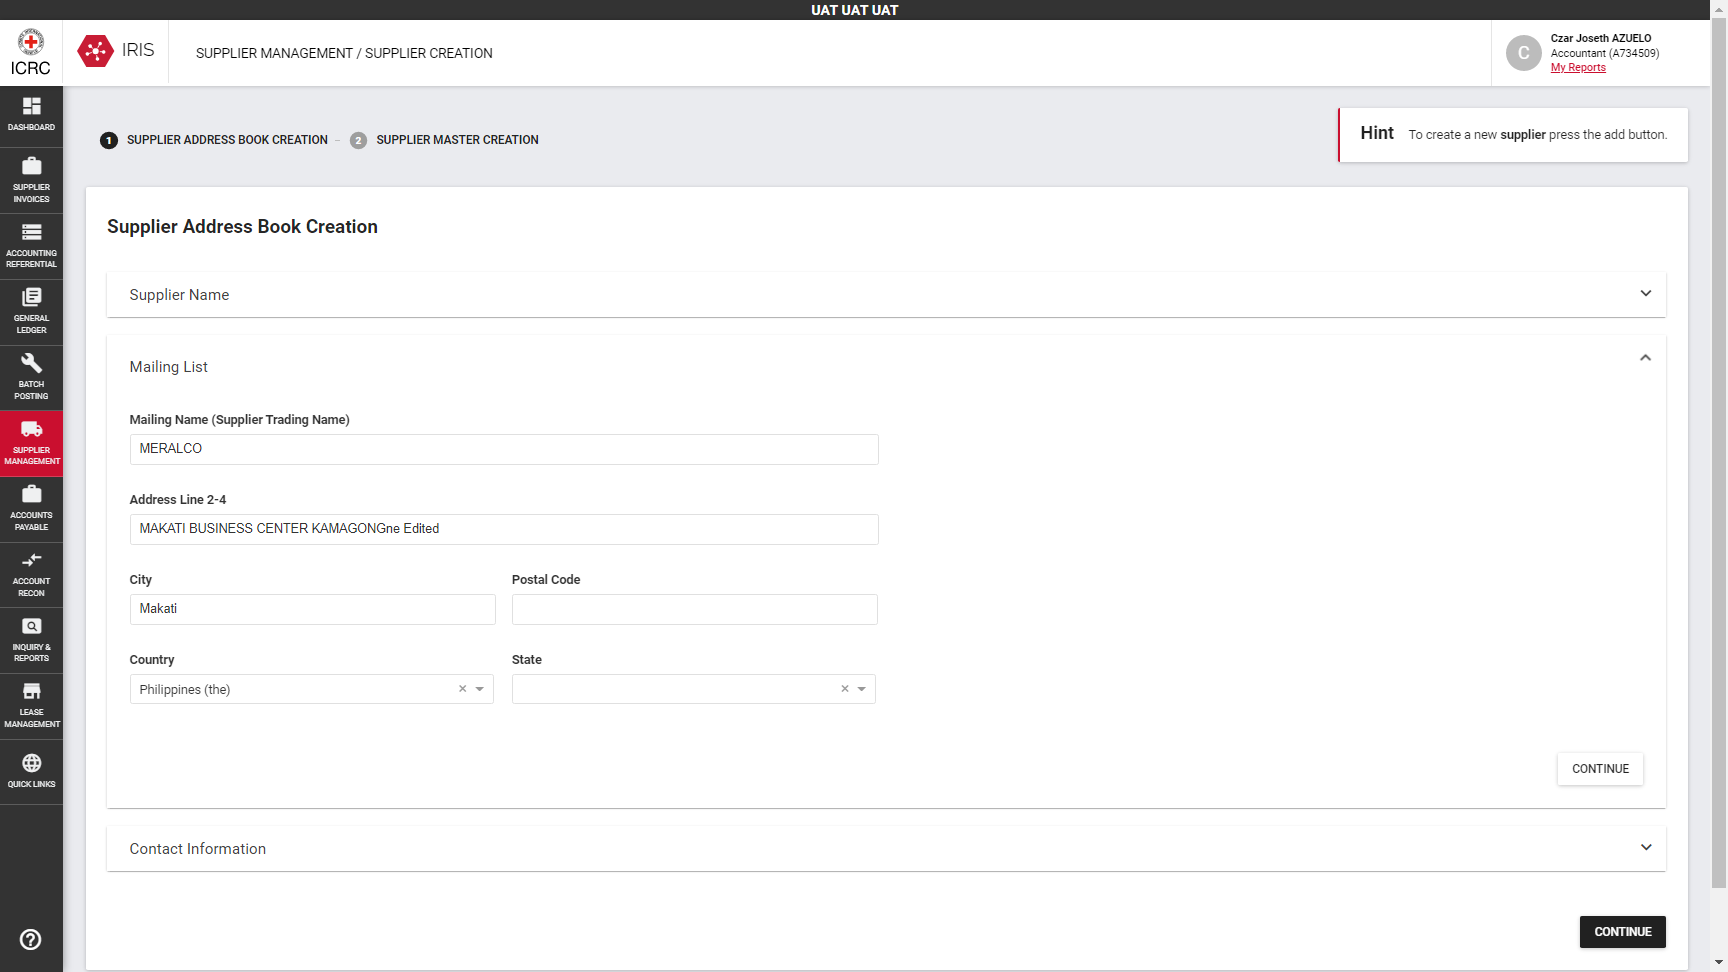 UAT UAT UAT
ICRC
IRIS
SUPPLIER MANAGEMENT / SUPPLIER CREATION
C
Czar Joseth AZUELO
Accountant (A734509)
My Reports
DASHBOARD
SUPPLIER
INVOICES
ACCOUNTING
REFERENTIAL
GENERAL
LEDGER
BATCH
POSTING
SUPPLIER
MANAGEMENT
ACCOUNTS
PAYABLE
ACCOUNT
RECON
INQUIRY &
REPORTS
LEASE
MANAGEMENT
QUICK LINKS
1 SUPPLIER ADDRESS BOOK CREATION – 2 SUPPLIER MASTER CREATION
Hint To create a new supplier press the add button.
Supplier Address Book Creation
Supplier Name
Mailing List
Mailing Name (Supplier Trading Name)
MERALCO
Address Line 2-4
MAKATI BUSINESS CENTER KAMAGONGne Edited
City Postal Code
Makati
Country State
Philippines (the) × ×
CONTINUE
Contact Information
CONTINUE